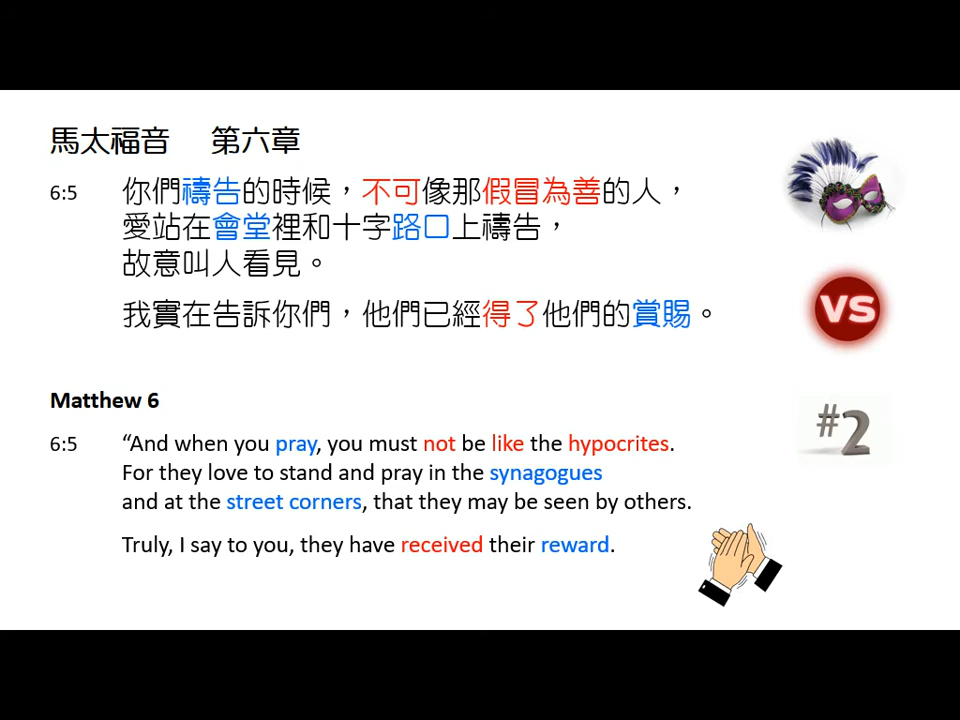 馬太福音 第六章
6:5 你們禱告的時候，不可像那假冒為善的人，
愛站在會堂裡和十字路口上禱告，
故意叫人看見。
我實在告訴你們，他們已經得了他們的賞賜。
VS
Matthew 6
#2
6:5 “And when you pray, you must not be like the hypocrites.
For they love to stand and pray in the synagogues
and at the street corners, that they may be seen by others.
Truly, I say to you, they have received their reward.